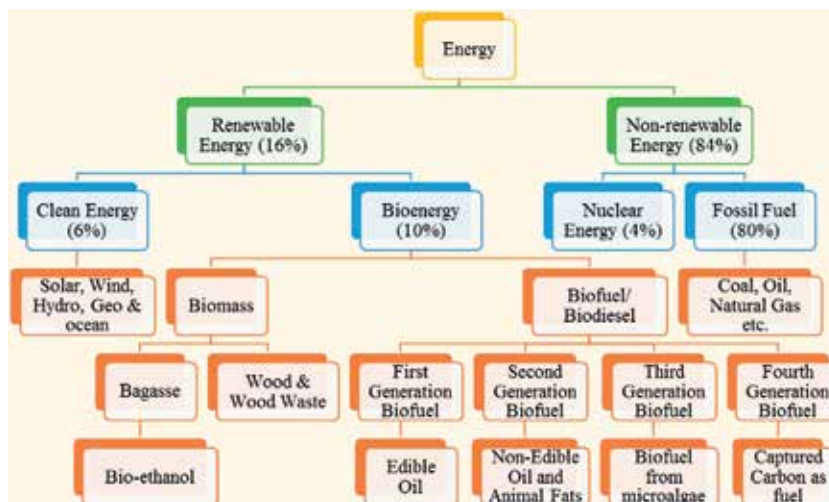 Energy
Renewable
Energy (16%)
Non-renewable
Energy (84%)
Clean Energy
(6%)
Bioenergy
(10%)
Nuclear
Energy (4%)
Fossil Fuel
(80%)
Solar, Wind,
Hydro, Geo &
ocean
Biomass
Biofuel/
Biodiesel
Coal, Oil,
Natural Gas
etc.
Bagasse
Wood &
Wood Waste
First
Generation
Biofuel
Second
Generation
Biofuel
Third
Generation
Biofuel
Fourth
Generation
Biofuel
Bio-ethanol
Edible
Oil
Non-Edible
Oil and
Animal Fats
Biofuel
from
microalgae
Captured
Carbon as
fuel